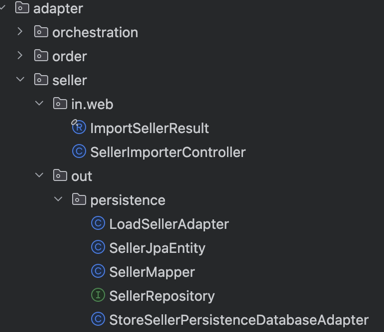 adapter
orchestration
order
seller
in.web
ImportSellerResult
SellerImporterController
out
persistence
LoadSellerAdapter
SellerJpaEntity
SellerMapper
SellerRepository
StoreSellerPersistenceDatabaseAdapter